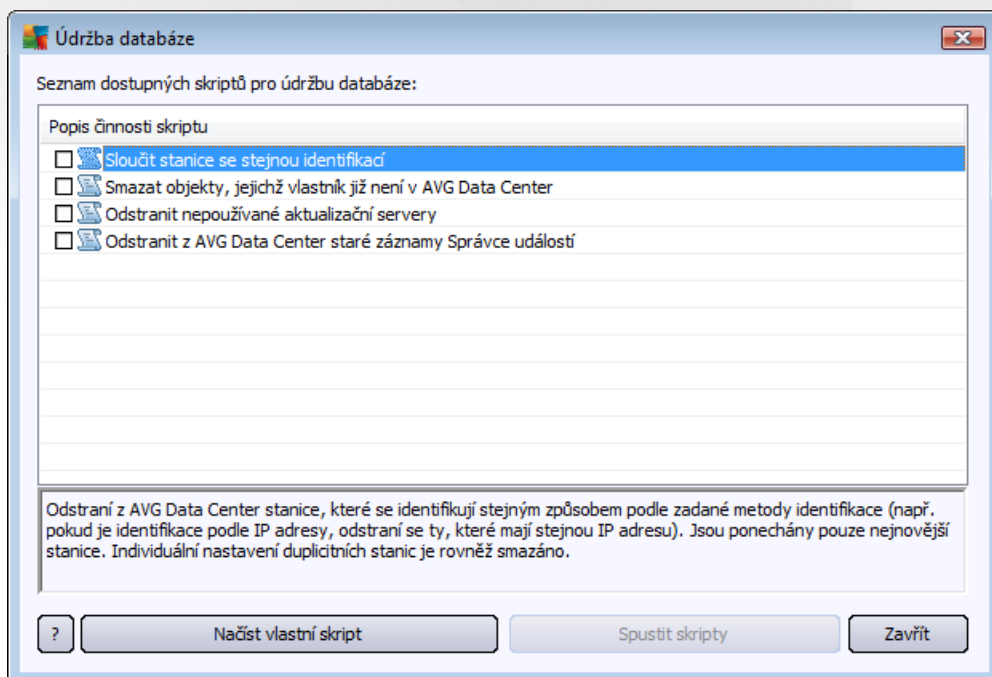 Údržba databáze
Seznam dostupných skriptů pro údržbu databáze:
Popis činnosti skriptu
Sloučit stanice se stejnou identifikací
Smazat objekty, jejichž vlastník již není v AVG Data Center
Odstranit nepoužívané aktualizační servery
Odstranit z AVG Data Center staré záznamy Správce událostí
Odstraní z AVG Data Center stanice, které se identifikují stejným způsobem podle zadané metody identifikace (např.
pokud je identifikace podle IP adresy, odstraní se ty, které mají stejnou IP adresu). Jsou ponechány pouze nejnovější
stanice. Individuální nastavení duplicitních stanic je rovněž smazáno.
? Načíst vlastní skript Spustit skripty Zavřít